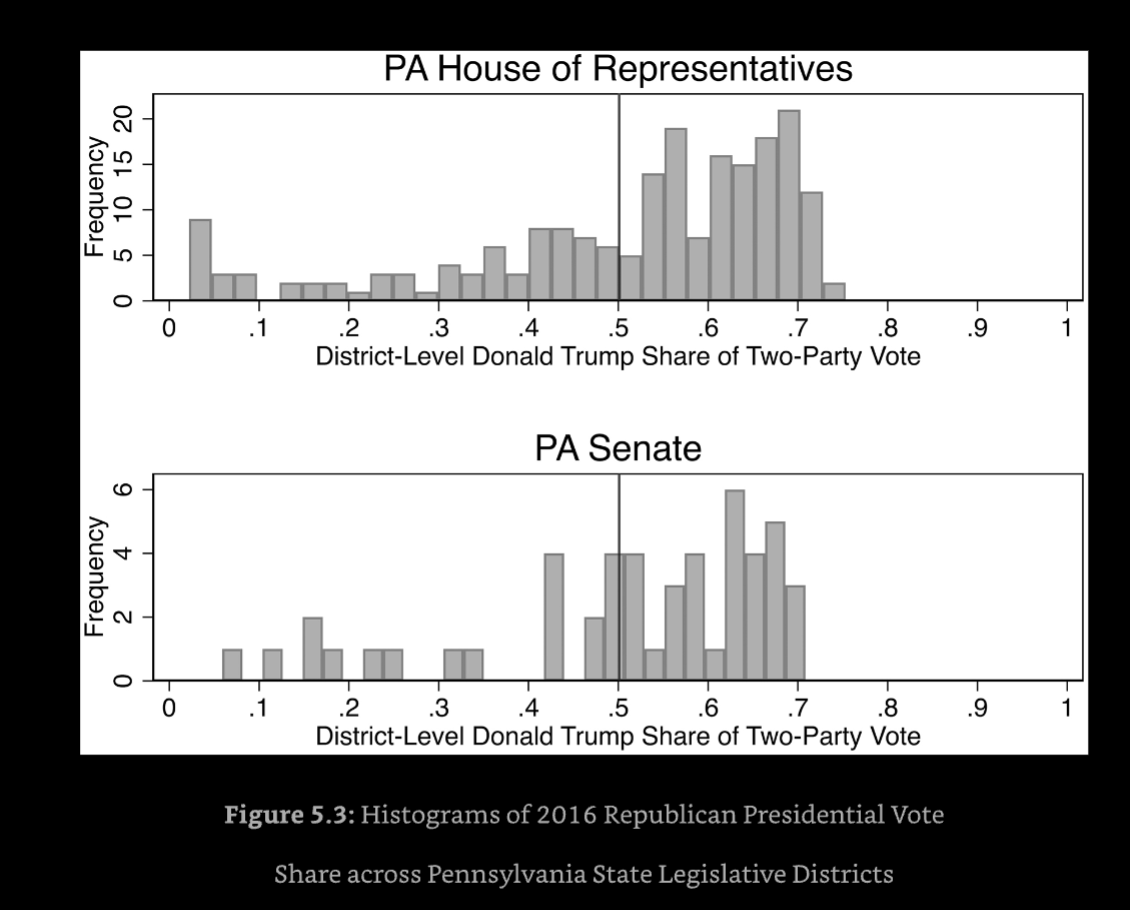 PA House of Representatives
Frequency
20
15
10
5
0
0 .1 .2 .3 .4 .5 .6 .7 .8 .9 1
District-Level Donald Trump Share of Two-Party Vote
PA Senate
Frequency
6
4
2
0
0 .1 .2 .3 .4 .5 .6 .7 .8 .9 1
District-Level Donald Trump Share of Two-Party Vote
Figure 5.3: Histograms of 2016 Republican Presidential Vote
Share across Pennsylvania State Legislative Districts